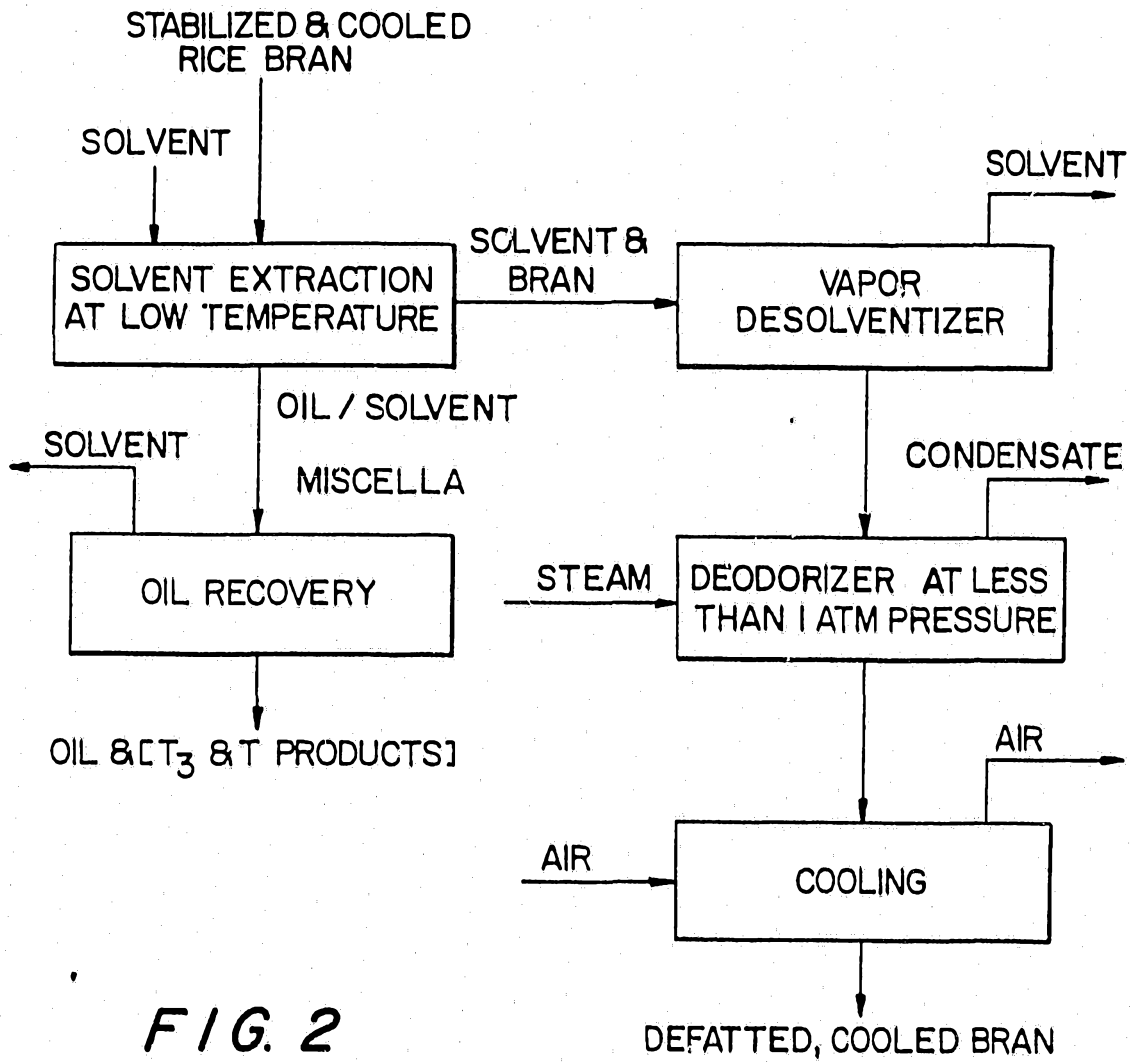 STABILIZED & COOLED
RICE BRAN
SOLVENT
SOLVENT
SOLVENT EXTRACTION
AT LOW TEMPERATURE
SOLVENT &
BRAN
VAPOR
DESOLVENTIZER
OIL / SOLVENT
MISCELLA
SOLVENT
CONDENSATE
OIL RECOVERY
STEAM
DEODORIZER AT LESS
THAN 1 ATM PRESSURE
OIL & [T3 & T PRODUCTS]
AIR
AIR
COOLING
FIG. 2
DEFATTED, COOLED BRAN